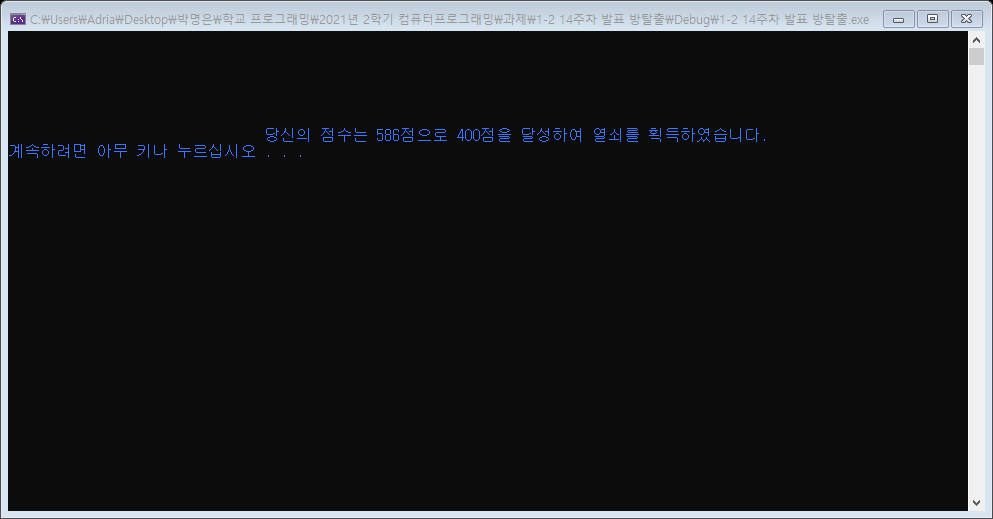 C:\Users\Adria\Desktop\박명은\학교 프로그래밍\2021년 2학기 컴퓨터프로그래밍\과제\1-2 14주차 발표 방탈출\Debug\1-2 14주차 발표 방탈출.exe
당신의 점수는 586점으로 400점을 달성하여 열쇠를 획득하였습니다.
계속하려면 아무 키나 누르십시오 . . .